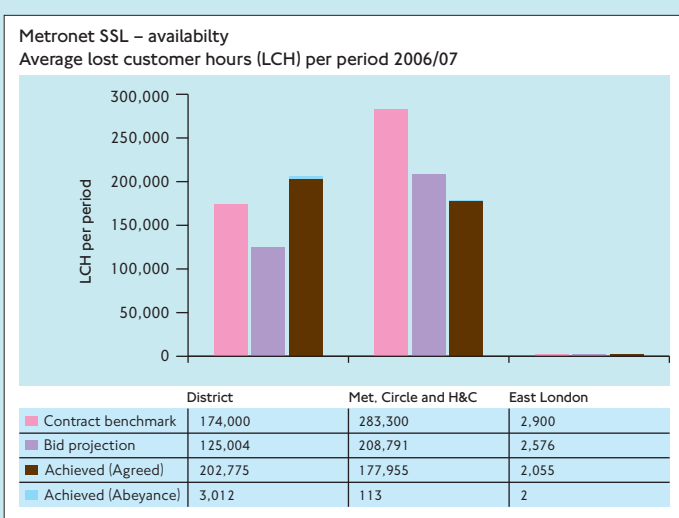 Metronet SSL – availabilty
Average lost customer hours (LCH) per period 2006/07
300,000
250,000
200,000
150,000
100,000
50,000
0
LCH per period
District Met, Circle and H&C East London
Contract benchmark 174,000 283,300 2,900
Bid projection 125,004 208,791 2,576
Achieved (Agreed) 202,775 177,955 2,055
Achieved (Abeyance) 3,012 113 2